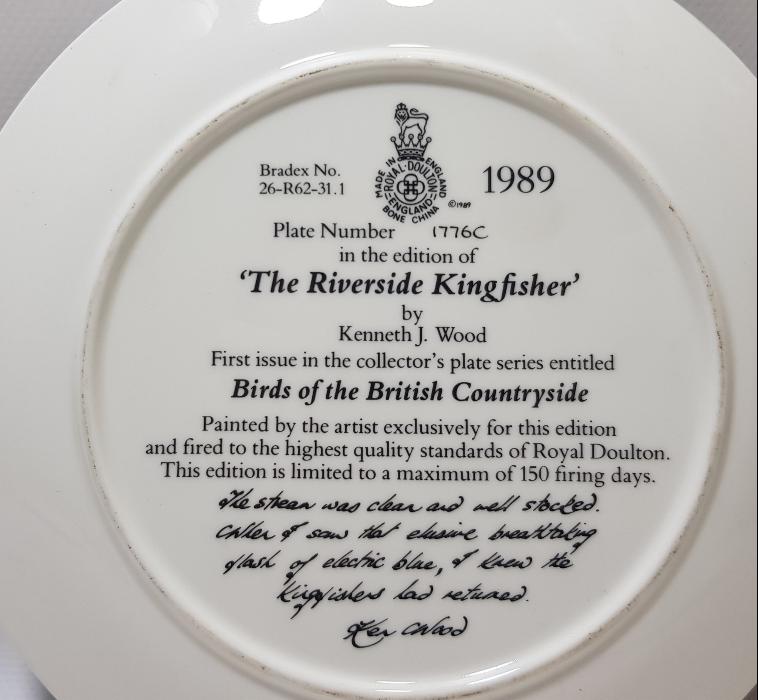 Bradex No.
26-R62-31.1
MADE IN ENGLAND
ROYAL DOULTON
ENGLAND
BONE CHINA
©1989
1989
Plate Number 1776C
in the edition of
‘The Riverside Kingfisher’
by
Kenneth J. Wood
First issue in the collector's plate series entitled
Birds of the British Countryside
Painted by the artist exclusively for this edition
and fired to the highest quality standards of Royal Doulton.
This edition is limited to a maximum of 150 firing days.
The stream was clear and well stocked.
When I saw that elusive breathtaking
flash of electric blue, I knew the
Kingfishers had returned.
Ken Wood